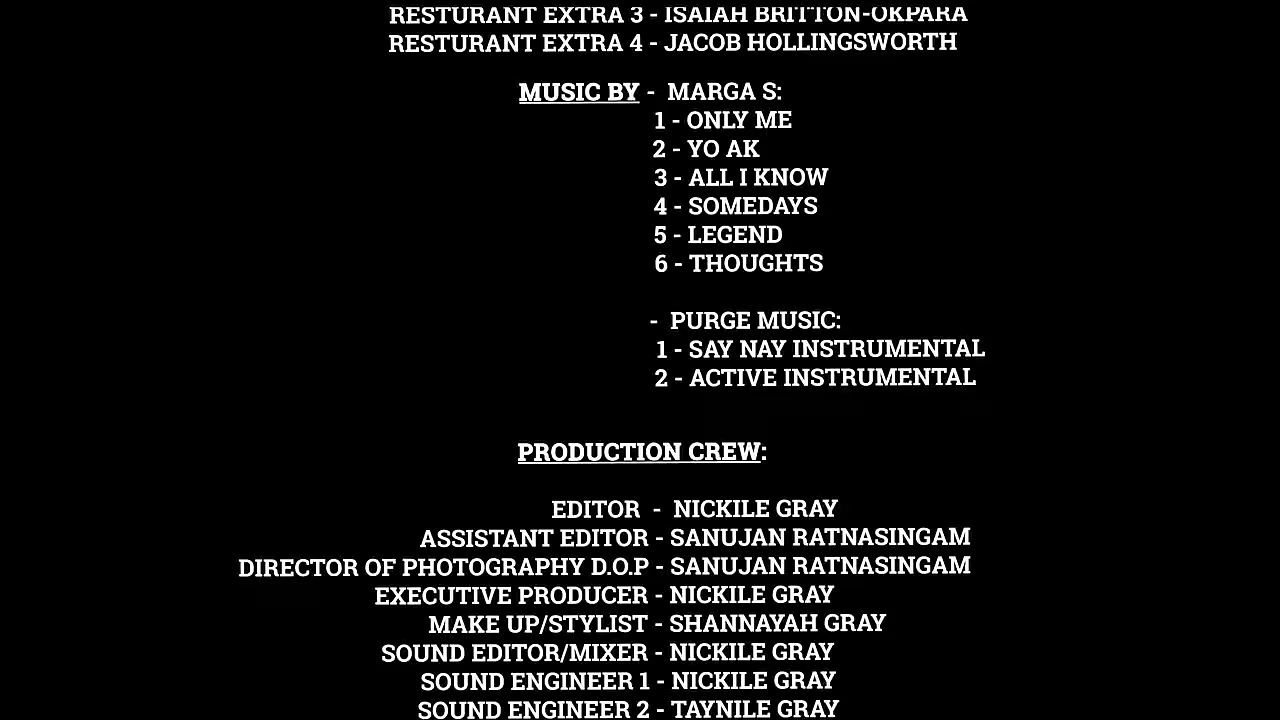 RESTURANT EXTRA 3 - ISAIAH BRITTON-OKPARA
RESTURANT EXTRA 4 - JACOB HOLLINGSWORTH
MUSIC BY - MARGA S:
1 - ONLY ME
2 - YO AK
3 - ALL I KNOW
4 - SOMEDAYS
5 - LEGEND
6 - THOUGHTS
- PURGE MUSIC:
1 - SAY NAY INSTRUMENTAL
2 - ACTIVE INSTRUMENTAL
PRODUCTION CREW:
EDITOR - NICKILE GRAY
ASSISTANT EDITOR - SANUJAN RATNASINGAM
DIRECTOR OF PHOTOGRAPHY D.O.P - SANUJAN RATNASINGAM
EXECUTIVE PRODUCER - NICKILE GRAY
MAKE UP/STYLIST - SHANNAYAH GRAY
SOUND EDITOR/MIXER - NICKILE GRAY
SOUND ENGINEER 1 - NICKILE GRAY
SOUND ENGINEER 2 - TAYNILE GRAY